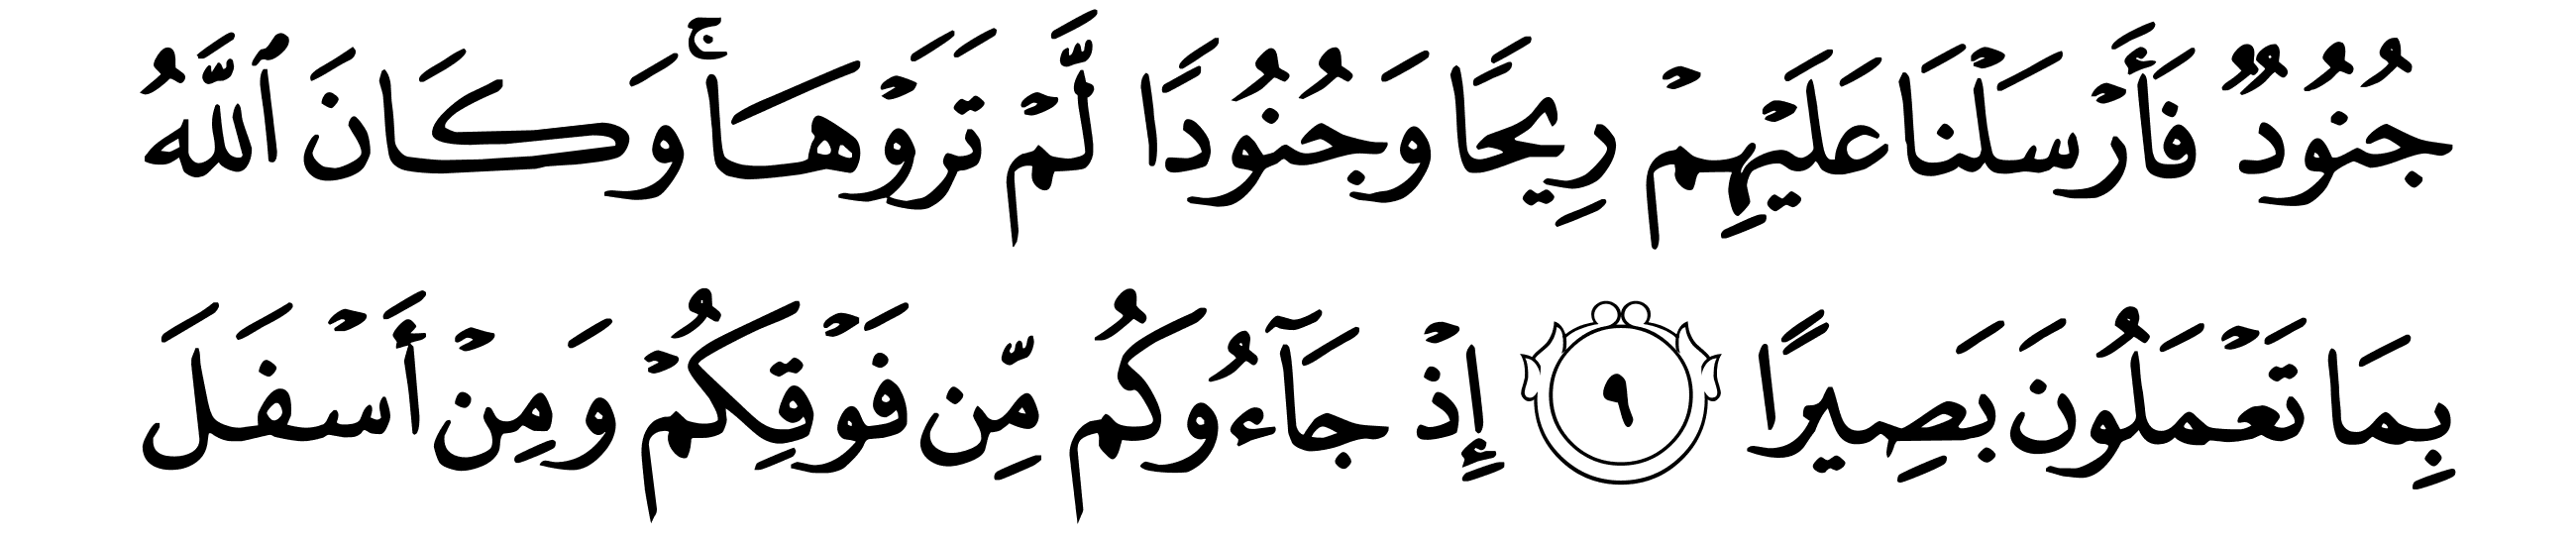 جُنُودٌ فَأَرْسَلْنَا عَلَيْهِمْ رِيحًا وَجُنُودًا لَّمْ تَرَوْهَا ۚ وَكَانَ ٱللَّهُ
بِمَا تَعْمَلُونَ بَصِيرًا ٩ إِذْ جَآءُوكُم مِّن فَوْقِكُمْ وَمِنْ أَسْفَلَ